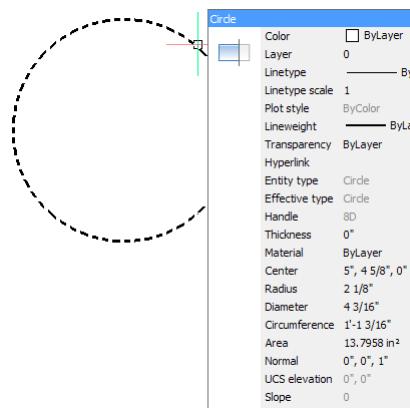 Circle
Color ByLayer
Layer 0
Linetype
Linetype scale 1
Plot style ByColor
Lineweight
Transparency ByLayer
Hyperlink
Entity type Circle
Effective type Circle
Handle 8D
Thickness 0"
Material ByLayer
Center 5", 4 5/8", 0"
Radius 2 1/8"
Diameter 4 3/16"
Circumference 1'-1 3/16"
Area 13.7958 in²
Normal 0", 0", 1"
UCS elevation 0", 0"
Slope 0